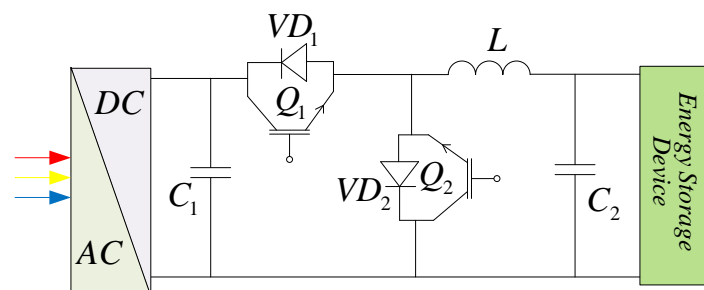 VD1
L
DC
Q1
Energy Storage
Device
C1
VD2
Q2
C2
AC